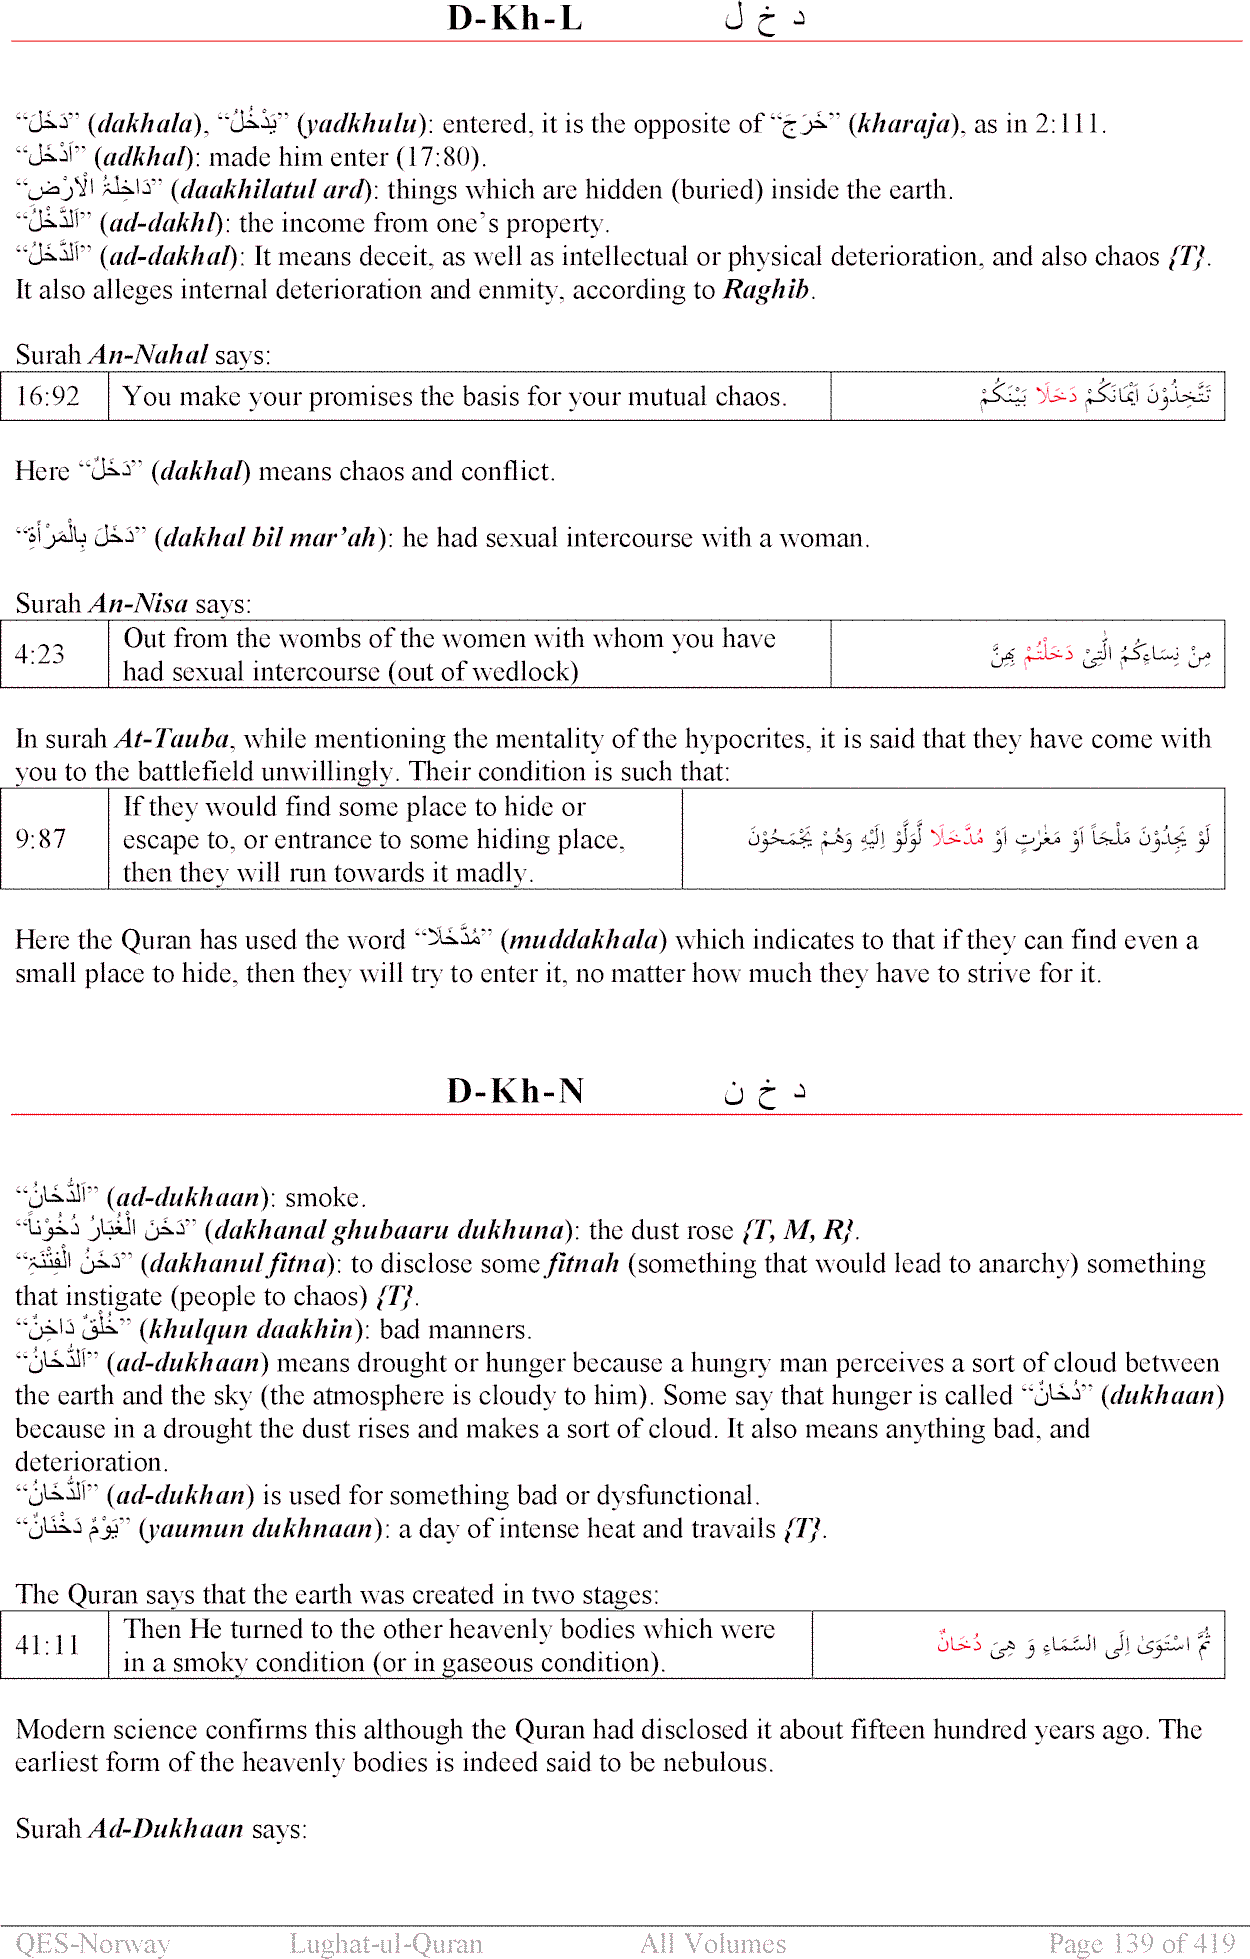 D-Kh-L د خ ل
“دَخَلَ” (dakhala), “يَدْخُلُ” (yadkhulu): entered, it is the opposite of “خَرَجَ” (kharaja), as in 2:111.
“اَدْخَل” (adkhal): made him enter (17:80).
“دَاخِلَۃُ الْاَرْضِ” (daakhilatul ard): things which are hidden (buried) inside the earth.
“اَلدَّخْلُ” (ad-dakhl): the income from one’s property.
“اَلدَّخَلُ” (ad-dakhal): It means deceit, as well as intellectual or physical deterioration, and also chaos {T}.
It also alleges internal deterioration and enmity, according to Raghib.
Surah An-Nahal says:
16:92 You make your promises the basis for your mutual chaos. تَتَّخِذُوْنَ اَيْمَانَكُمْ دَخَلَا بَيْنَكُمْ
Here “دَخَلٌ” (dakhal) means chaos and conflict.
“دَخَلَ بِالْمَرْأَةِ” (dakhal bil mar’ah): he had sexual intercourse with a woman.
Surah An-Nisa says:
4:23 Out from the wombs of the women with whom you have
had sexual intercourse (out of wedlock) مِنْ نِسَاءِكُمُ الّٰتِىْ دَخَلْتُمْ بِهِنَّ
In surah At-Tauba, while mentioning the mentality of the hypocrites, it is said that they have come with
you to the battlefield unwillingly. Their condition is such that:
If they would find some place to hide or
9:87 escape to, or entrance to some hiding place, لَوْ يَجِدُوْنَ مَلْجَاً اَوْ مَغٰرٰتٍ اَوْ مُدَّخَلَا لَّوَلَّوْ اِلَيْهِ وَهُمْ يَجْمَحُوْنَ
then they will run towards it madly.
Here the Quran has used the word “مُدَّخَلَا” (muddakhala) which indicates to that if they can find even a
small place to hide, then they will try to enter it, no matter how much they have to strive for it.
D-Kh-N د خ ن
“اَلدُّخَانُ” (ad-dukhaan): smoke.
“دَخَنَ الْغُبَارُ دُخُوْناً” (dakhanal ghubaaru dukhuna): the dust rose {T, M, R}.
“دَخَنُ الْفِتْنَۃِ” (dakhanul fitna): to disclose some fitnah (something that would lead to anarchy) something
that instigate (people to chaos) {T}.
“خُلْقٌ دَاخِنٌ” (khulqun daakhin): bad manners.
“اَلدُّخَانُ” (ad-dukhaan) means drought or hunger because a hungry man perceives a sort of cloud between
the earth and the sky (the atmosphere is cloudy to him). Some say that hunger is called “دُخَانٌ” (dukhaan)
because in a drought the dust rises and makes a sort of cloud. It also means anything bad, and
deterioration.
“اَلدُّخَانُ” (ad-dukhan) is used for something bad or dysfunctional.
“يَوْمٌ دَخْنَانٌ” (yaumun dukhnaan): a day of intense heat and travails {T}.
The Quran says that the earth was created in two stages:
41:11 Then He turned to the other heavenly bodies which were
in a smoky condition (or in gaseous condition). ثُمَّ اسْتَوَىٰ اِلَى السَّمَاءِ وَ هِىَ دُخَانٌ
Modern science confirms this although the Quran had disclosed it about fifteen hundred years ago. The
earliest form of the heavenly bodies is indeed said to be nebulous.
Surah Ad-Dukhaan says:
QES-Norway Lughat-ul-Quran All Volumes Page 139 of 419